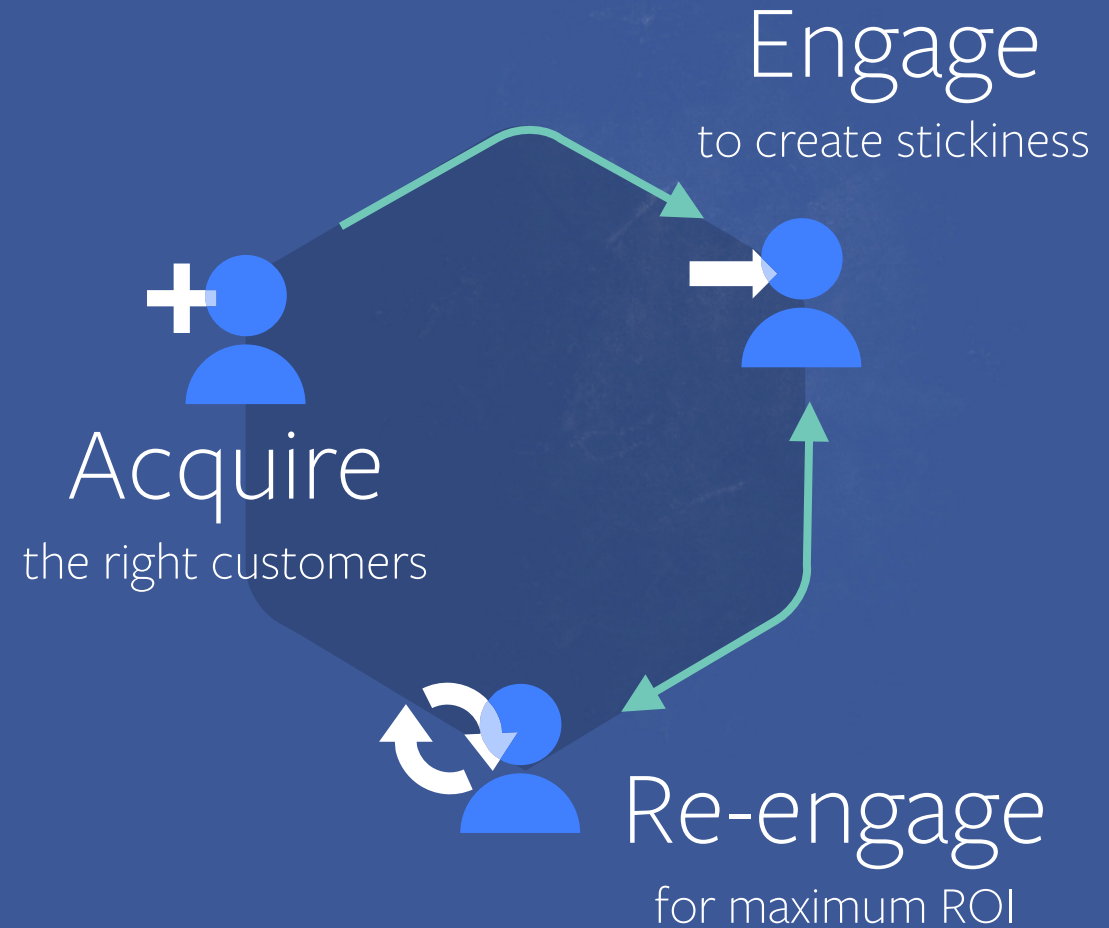 Engage
to create stickiness
Acquire
the right customers
Re-engage
for maximum ROI